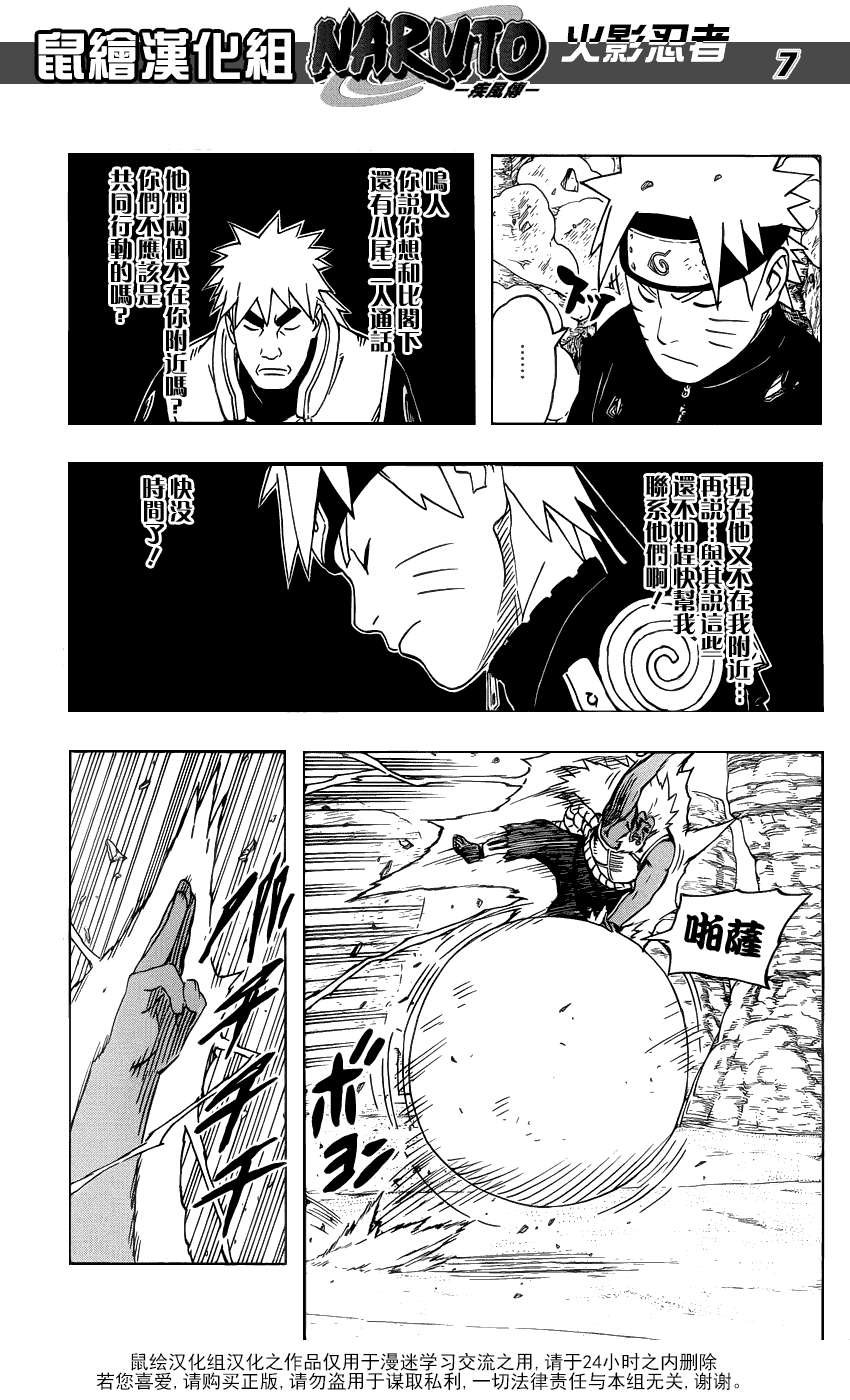 鼠繪漢化組
NARUTO
疾風傳
火影忍者
7
……
ズッ
鳴人
你說你想和比閣下
還有八尾二人通話
他們兩個不在你附近嗎？
你們不應該是
共同行動的嗎？
現在他又不在我附近…
再說…與其說這些
還不如趕快幫我、
聯系他們啊！
快没
時間了！
啪薩
ボヨン
バチチチ
鼠绘汉化组汉化之作品仅用于漫迷学习交流之用, 请于24小时之内删除
若您喜爱, 请购买正版, 请勿盗用于谋取私利, 一切法律责任与本组无关, 谢谢。